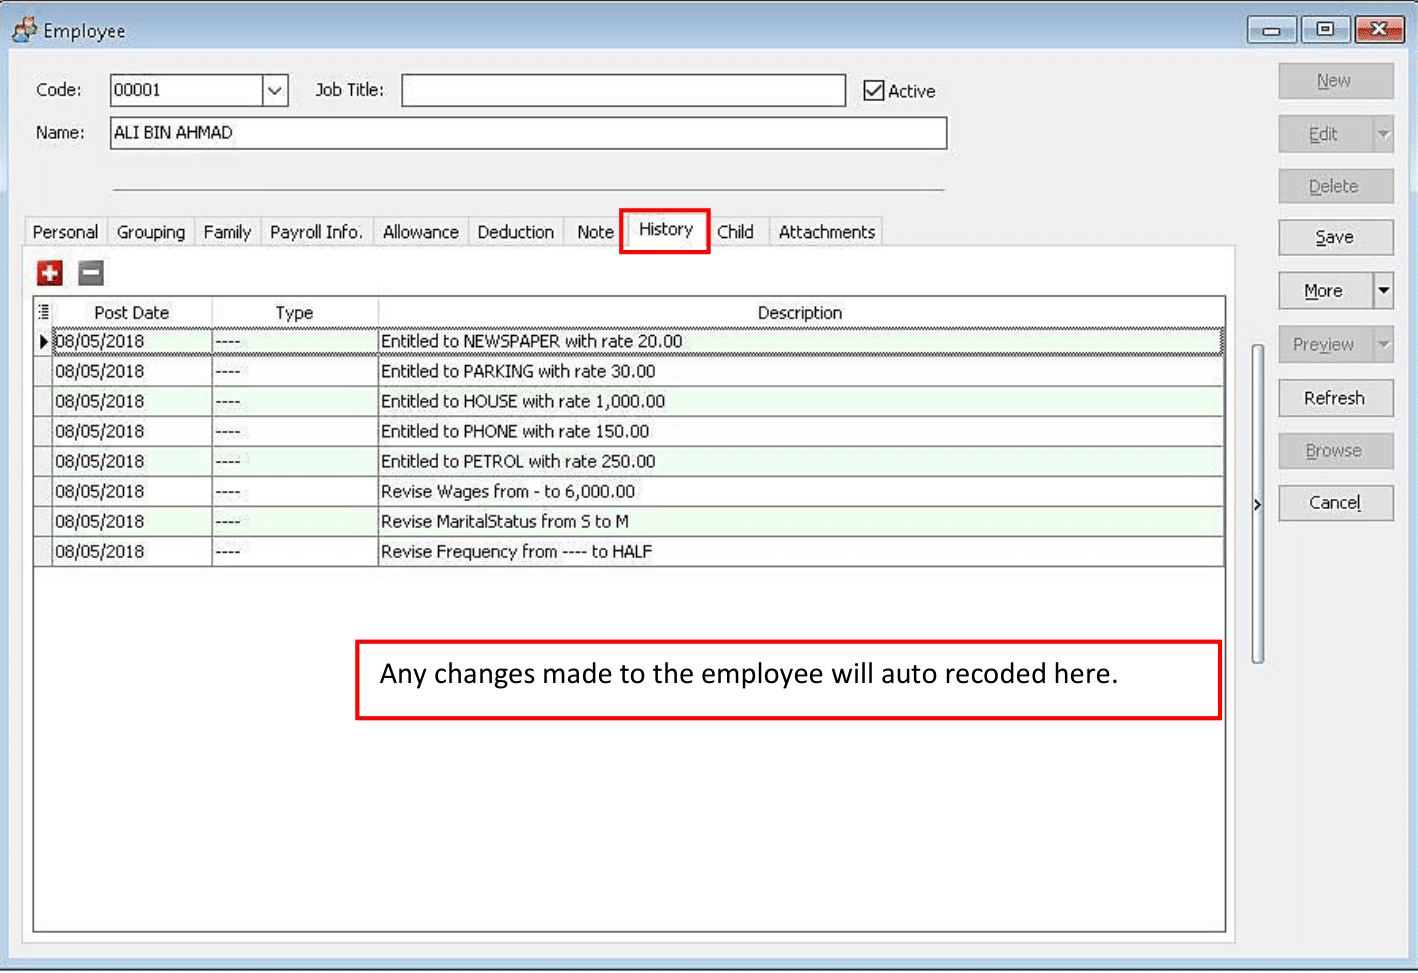 Employee
Code: 00001 Job Title: Active
Name: ALI BIN AHMAD
Personal Grouping Family Payroll Info. Allowance Deduction Note History Child Attachments
Post Date Type Description
08/05/2018 ---- Entitled to NEWSPAPER with rate 20.00
08/05/2018 ---- Entitled to PARKING with rate 30.00
08/05/2018 ---- Entitled to HOUSE with rate 1,000.00
08/05/2018 ---- Entitled to PHONE with rate 150.00
08/05/2018 ---- Entitled to PETROL with rate 250.00
08/05/2018 ---- Revise Wages from - to 6,000.00
08/05/2018 ---- Revise MaritalStatus from S to M
08/05/2018 ---- Revise Frequency from ---- to HALF
Any changes made to the employee will auto recoded here.
New
Edit
Delete
Save
More
Preview
Refresh
Browse
Cancel